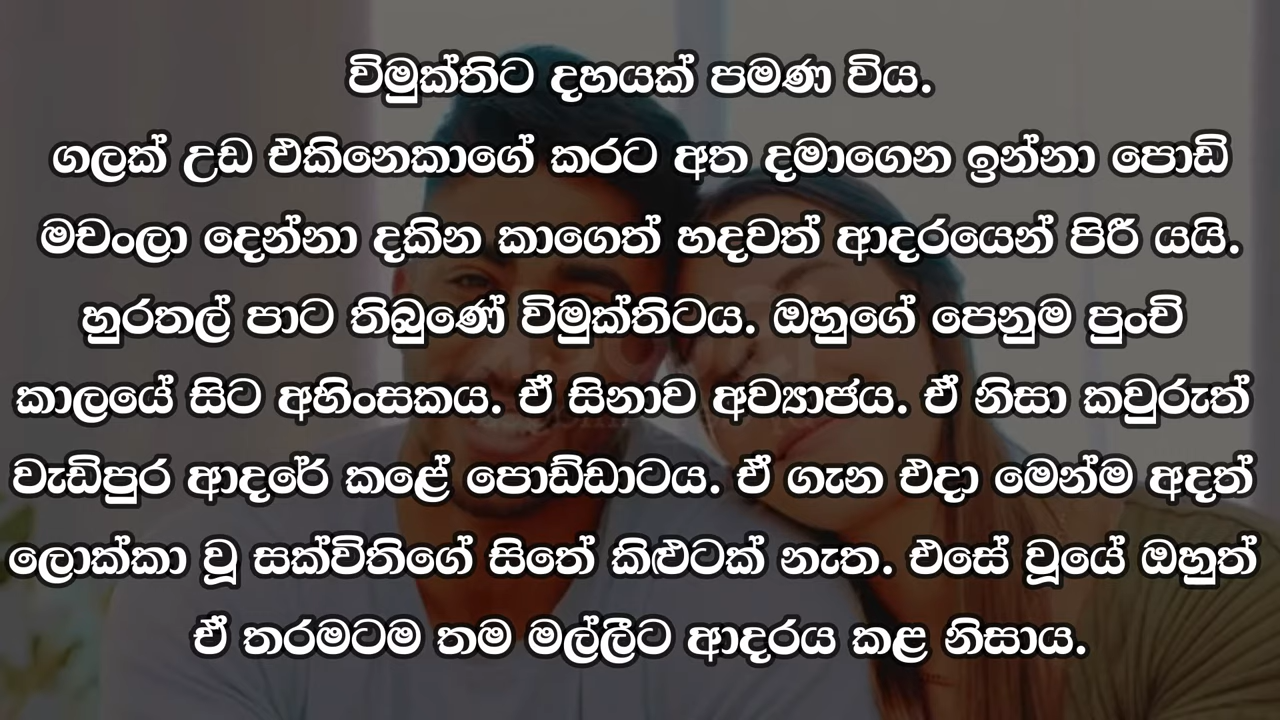 විමුක්තිට දහයක් පමණ විය.
ගලක් උඩ එකිනෙකාගේ කරට අත දමාගෙන ඉන්නා පොඩි
මචංලා දෙන්නා දකින කාගෙත් හදවත් ආදරයෙන් පිරී යයි.
හුරතල් පාට තිබුණේ විමුක්තිටය. ඔහුගේ පෙනුම පුංචි
කාලයේ සිට අහිංසකය. ඒ සිනාව අව්‍යාජය. ඒ නිසා කවුරුත්
වැඩිපුර ආදරේ කළේ පොඩ්ඩාටය. ඒ ගැන එදා මෙන්ම අදත්
ලොක්කා වූ සක්විතිගේ සිතේ කිළුටක් නැත. එසේ වූයේ ඔහුත්
ඒ තරමටම තම මල්ලීට ආදරය කළ නිසාය.